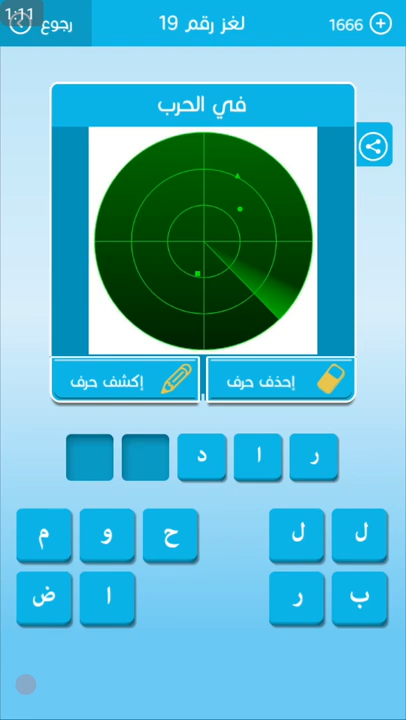 1:11
رجوع لغز رقم 19 1666
في الحرب
إكشف حرف إحذف حرف
ر ا د
م و ح ل ل
ض ا ر ب